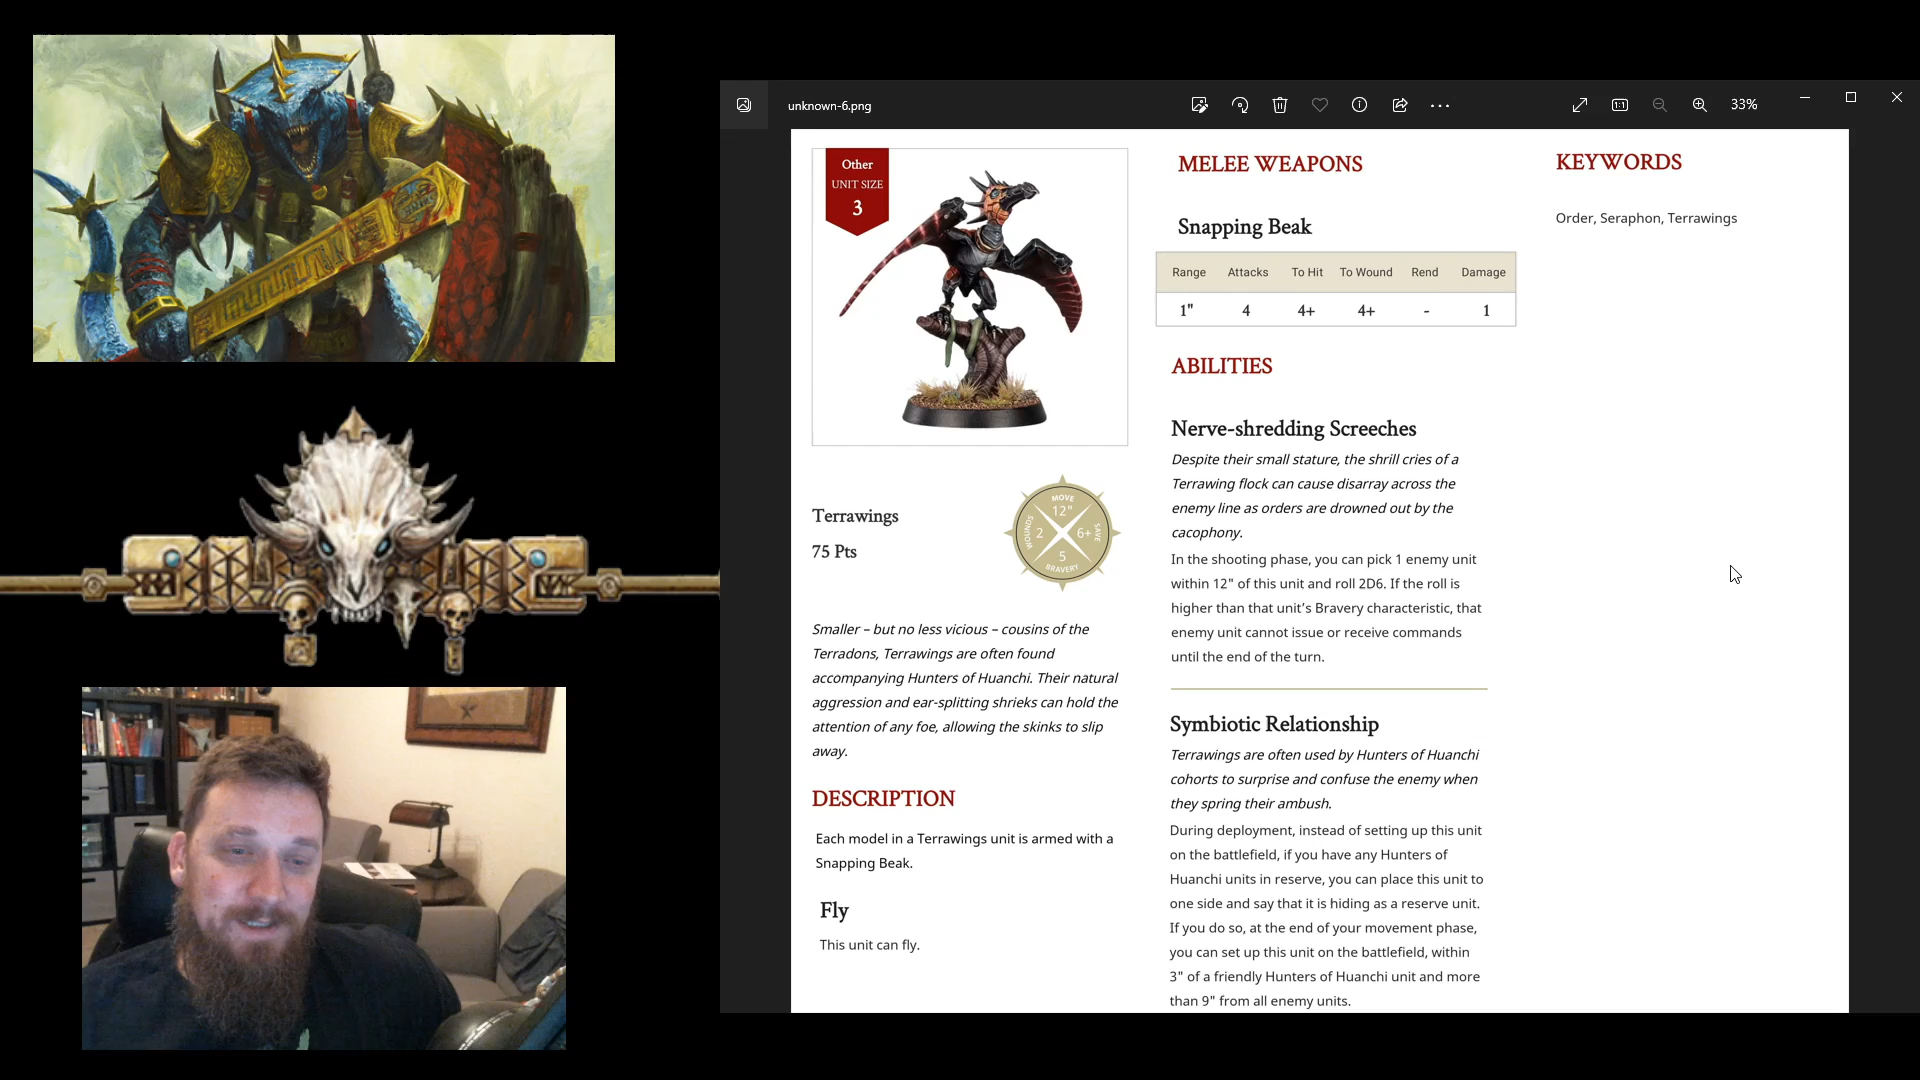 unknown-6.png
33%
Other
UNIT SIZE
3
Terrawings
75 Pts
MOVE
12"
WOUNDS
2
6+
SAVE
5
BRAVERY
Smaller – but no less vicious – cousins of the
Terradons, Terrawings are often found
accompanying Hunters of Huanchi. Their natural
aggression and ear-splitting shrieks can hold the
attention of any foe, allowing the skinks to slip
away.
DESCRIPTION
Each model in a Terrawings unit is armed with a
Snapping Beak.
Fly
This unit can fly.
MELEE WEAPONS
Snapping Beak
Range Attacks To Hit To Wound Rend Damage
1" 4 4+ 4+ - 1
ABILITIES
Nerve-shredding Screeches
Despite their small stature, the shrill cries of a
Terrawing flock can cause disarray across the
enemy line as orders are drowned out by the
cacophony.
In the shooting phase, you can pick 1 enemy unit
within 12" of this unit and roll 2D6. If the roll is
higher than that unit's Bravery characteristic, that
enemy unit cannot issue or receive commands
until the end of the turn.
Symbiotic Relationship
Terrawings are often used by Hunters of Huanchi
cohorts to surprise and confuse the enemy when
they spring their ambush.
During deployment, instead of setting up this unit
on the battlefield, if you have any Hunters of
Huanchi units in reserve, you can place this unit to
one side and say that it is hiding as a reserve unit.
If you do so, at the end of your movement phase,
you can set up this unit on the battlefield, within
3" of a friendly Hunters of Huanchi unit and more
than 9" from all enemy units.
KEYWORDS
Order, Seraphon, Terrawings